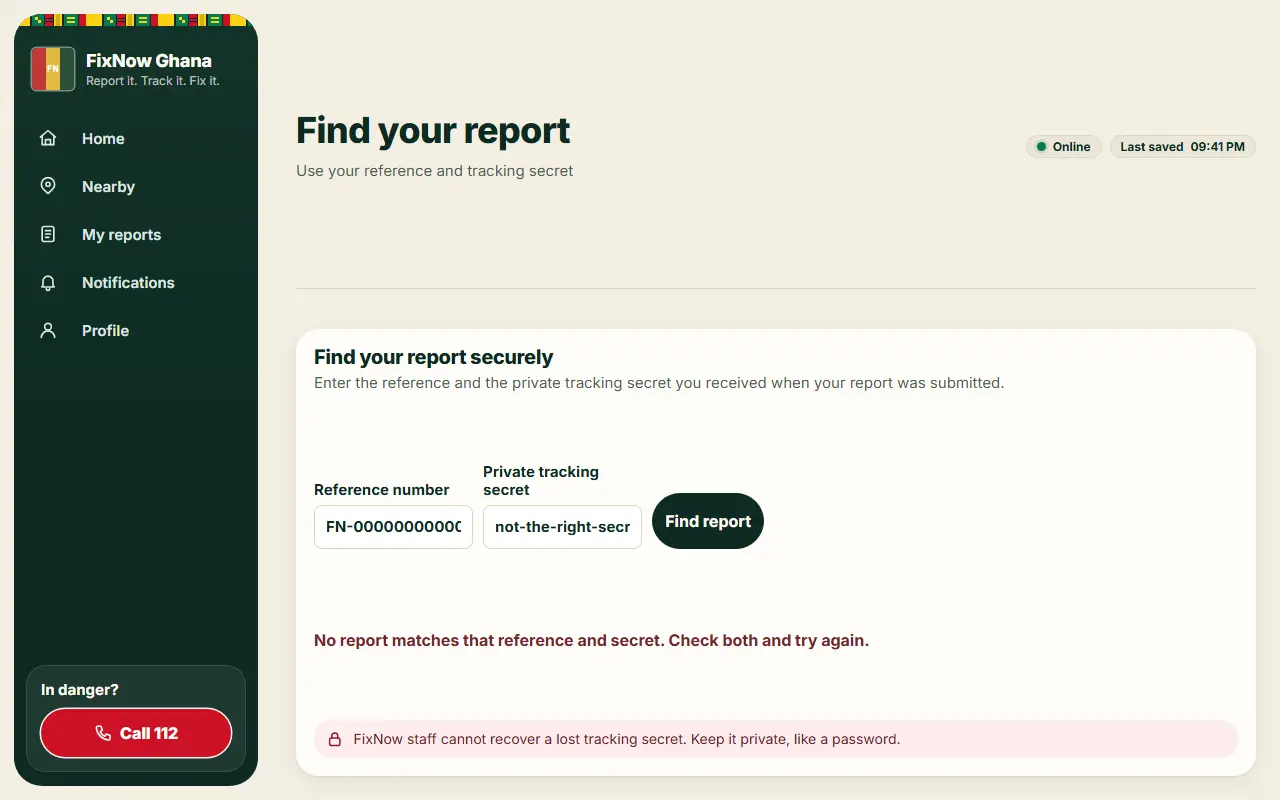 FN
FixNow Ghana
Report it. Track it. Fix it.
Home
Nearby
My reports
Notifications
Profile
In danger?
Call 112
Find your report
Use your reference and tracking secret
Online
Last saved 09:41 PM
Find your report securely
Enter the reference and the private tracking secret you received when your report was submitted.
Reference number
FN-00000000000
Private tracking
secret
not-the-right-secr
Find report
No report matches that reference and secret. Check both and try again.
FixNow staff cannot recover a lost tracking secret. Keep it private, like a password.